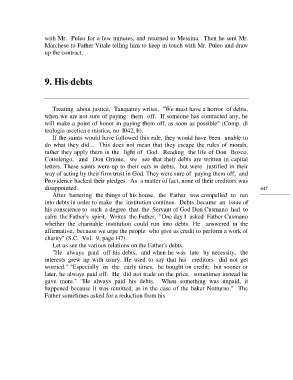 with Mr. Puleo for a few minutes, and returned to Messina. Then he sent Mr.
Marchese to Father Vitale telling him to keep in touch with Mr. Puleo and draw
up the contract.
9. His debts
Treating about justice, Tanquerey writes, "We must have a horror of debts,
when we are not sure of paying them off. If someone has contracted any, he
will make a point of honor in paying them off, as soon as possible" (Comp. di
teologia ascetica e mistica, no. 1042, b).
If the saints would have followed this rule, they would have been unable to
do what they did... This does not mean that they escape the rules of morals,
rather they apply them in the light of God. Reading the life of Don Bosco,
Cottolengo, and Don Orione, we see that their debts are written in capital
letters. These saints were up to their ears in debts, but were justified in their
way of acting by their firm trust in God. They were sure of paying them off, and
Providence backed their pledges. As a matter of fact, none of their creditors was
disappointed.
647
After bartering the things of his house, the Father was compelled to run
into debts in order to make the institution continue. Debts became an issue of
his conscience to such a degree that the Servant of God Don Cusmano had to
calm the Father's spirit. Writes the Father, "One day I asked Father Cusmano
whether the charitable institution could run into debts. He answered in the
affirmative, because we urge the people who give us credit to perform a work of
charity" (S.C. Vol. 9, page 147).
Let us see the various relations on the Father's debts.
"He always paid off his debts, and when he was late by necessity, the
interests grew up with usury. He used to say that his creditors did not get
worried." "Especially in the early times, he bought on credit; but sooner or
later, he always paid off. He did not trade on the price, sometimes instead he
gave more." "He always paid his debts. When something was unpaid, it
happened because it was remitted, as in the case of the baker Notturno." The
Father sometimes asked for a reduction from his